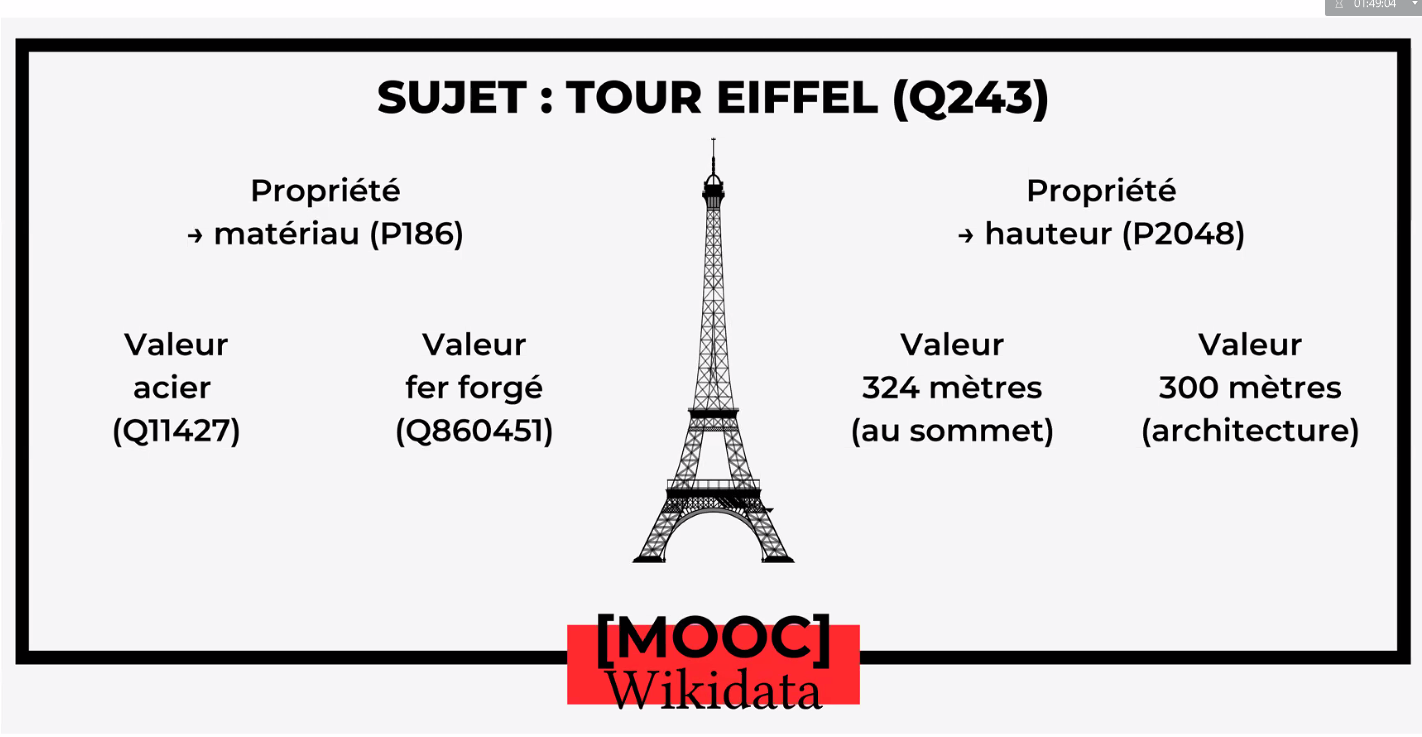 01:49:04
SUJET : TOUR EIFFEL (Q243)
Propriété
→ matériau (P186)
Propriété
→ hauteur (P2048)
Valeur
acier
(Q11427)
Valeur
fer forgé
(Q860451)
Valeur
324 mètres
(au sommet)
Valeur
300 mètres
(architecture)
[MOOC]
Wikidata